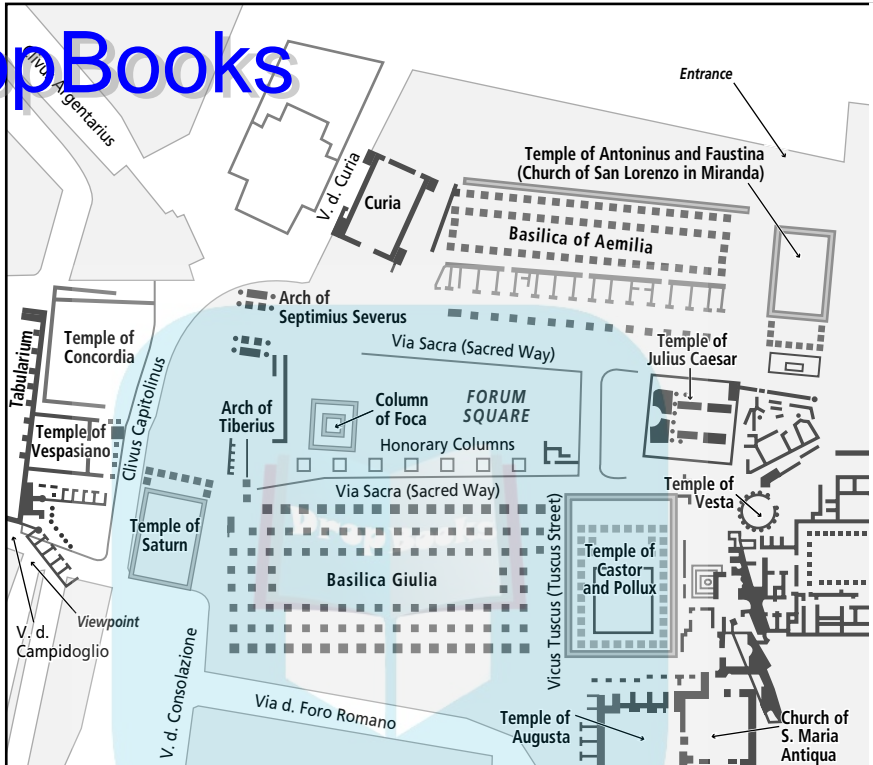 opBooks
Clivus Argentarius
Entrance
V. d. Curia
Curia
Temple of Antoninus and Faustina
(Church of San Lorenzo in Miranda)
Basilica of Aemilia
Arch of
Septimius Severus
Tabularium
Temple of
Concordia
Via Sacra (Sacred Way)
Temple of
Julius Caesar
Clivus Capitolinus
Arch of
Tiberius
Column
of Foca
FORUM
SQUARE
Honorary Columns
Temple of
Vespasiano
Via Sacra (Sacred Way)
Temple of
Vesta
Drop Books
Temple of
Saturn
Basilica Giulia
Vicus Tuscus (Tuscus Street)
Temple of
Castor
and Pollux
Viewpoint
V. d.
Campidoglio
V. d. Consolazione
Via d. Foro Romano
Temple of
Augusta
Church of
S. Maria
Antiqua